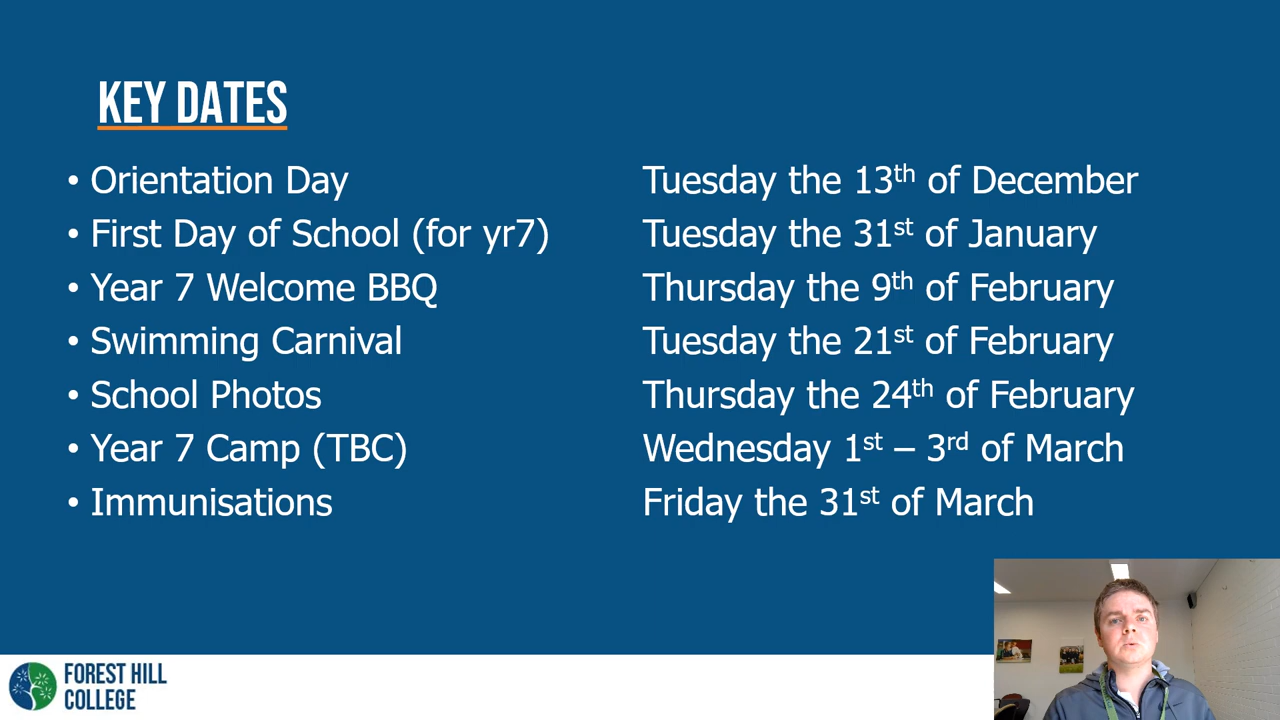 KEY DATES
• Orientation Day Tuesday the 13th of December
• First Day of School (for yr7) Tuesday the 31st of January
• Year 7 Welcome BBQ Thursday the 9th of February
• Swimming Carnival Tuesday the 21st of February
• School Photos Thursday the 24th of February
• Year 7 Camp (TBC) Wednesday 1st – 3rd of March
• Immunisations Friday the 31st of March
FOREST HILL
COLLEGE